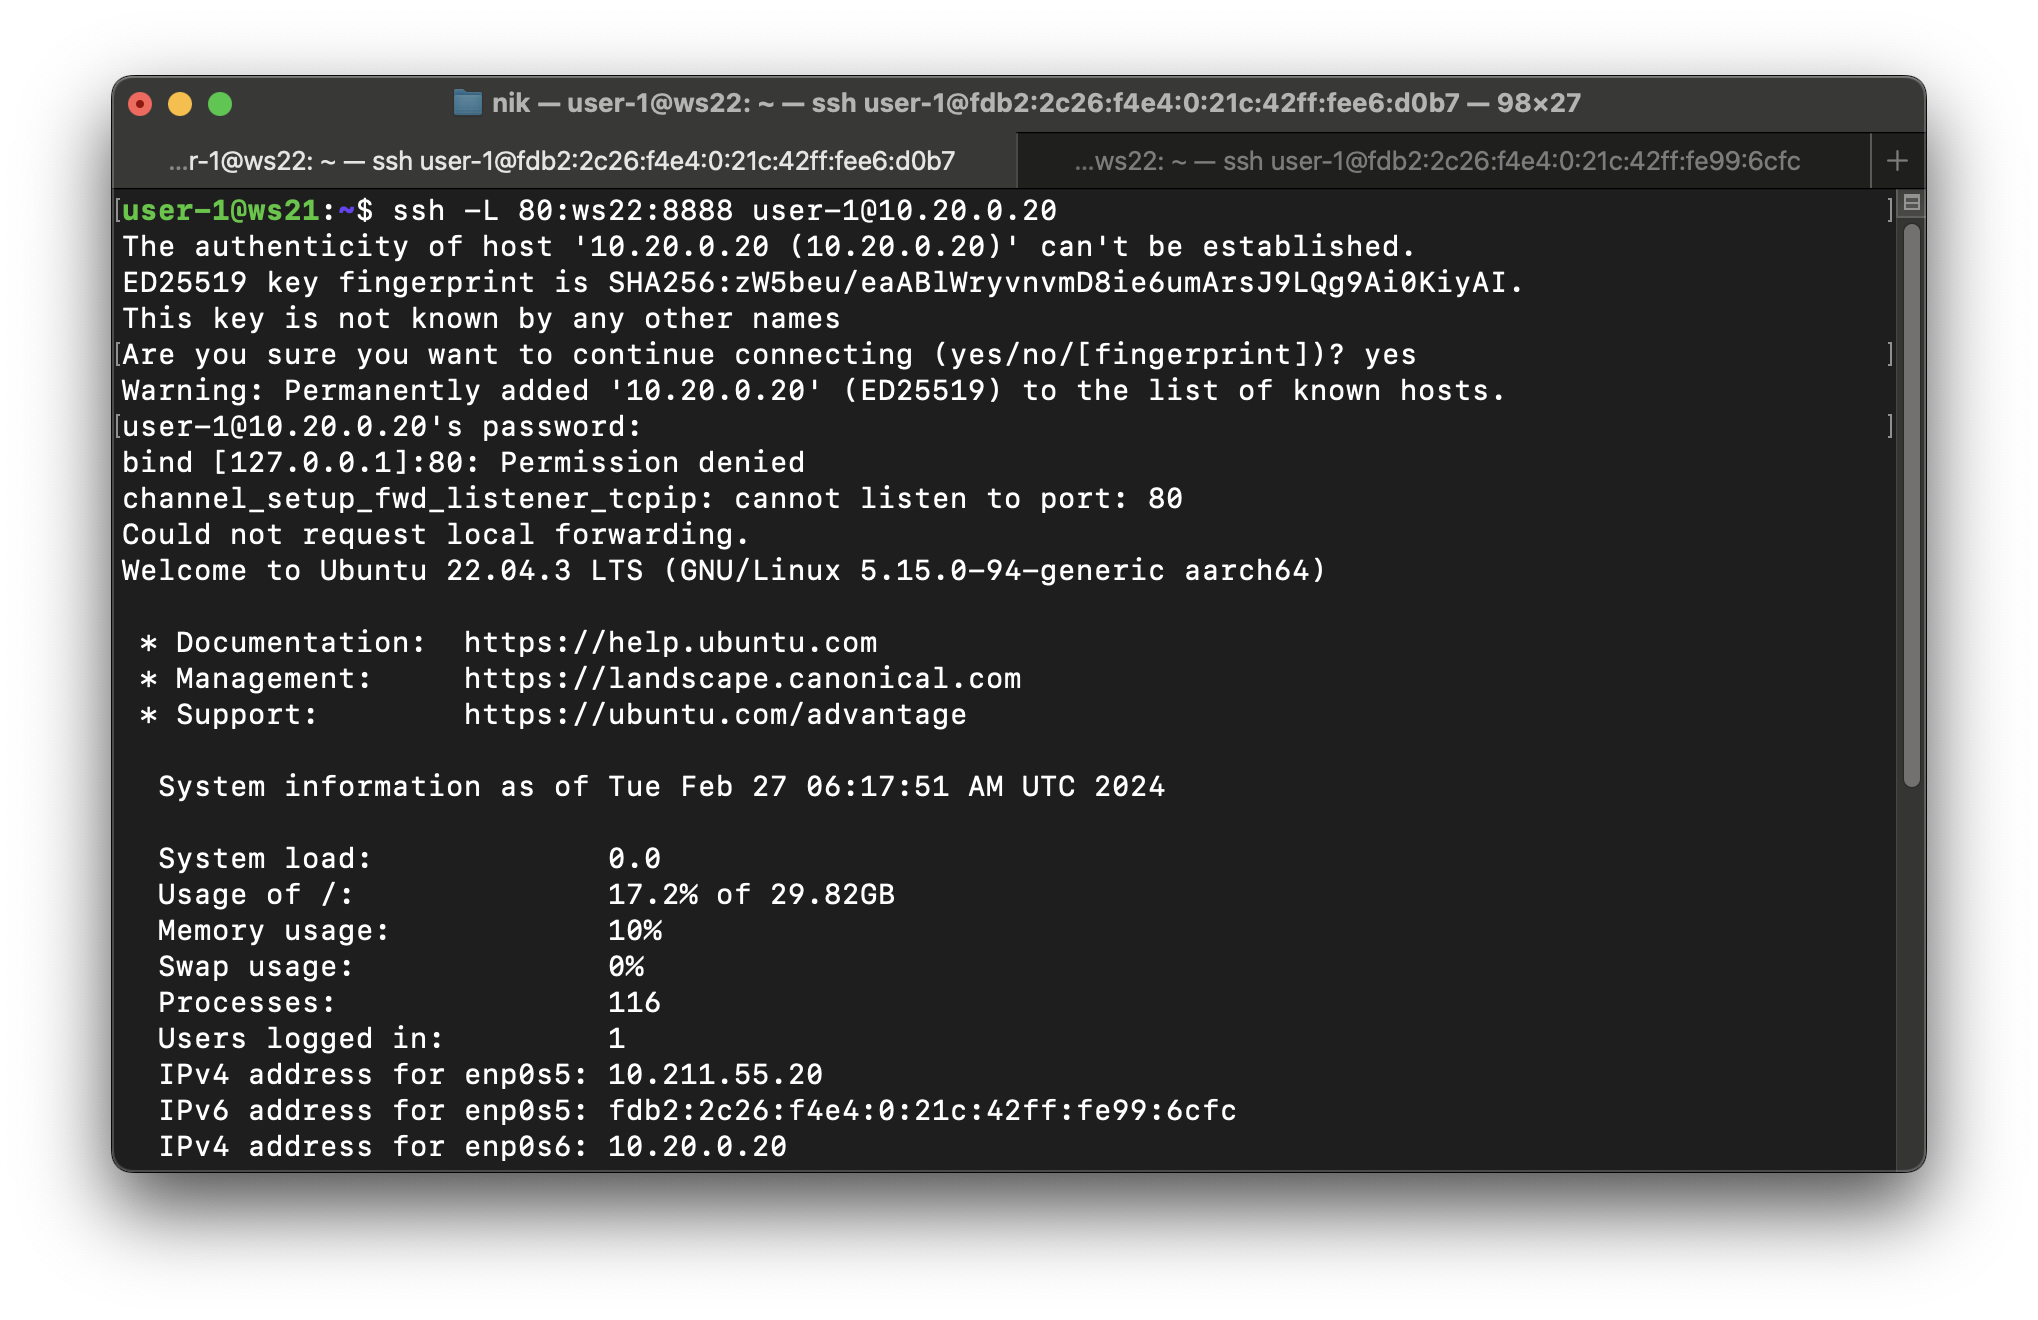 nik — user-1@ws22: ~ — ssh user-1@fdb2:2c26:f4e4:0:21c:42ff:fee6:d0b7 — 98×27
...r-1@ws22: ~ — ssh user-1@fdb2:2c26:f4e4:0:21c:42ff:fee6:d0b7
...ws22: ~ — ssh user-1@fdb2:2c26:f4e4:0:21c:42ff:fe99:6cfc
[user-1@ws21:~$ ssh -L 80:ws22:8888 user-1@10.20.0.20 ]
The authenticity of host '10.20.0.20 (10.20.0.20)' can't be established.
ED25519 key fingerprint is SHA256:zW5beu/eaABlWryvnvmD8ie6umArsJ9LQg9Ai0KiyAI.
This key is not known by any other names
[Are you sure you want to continue connecting (yes/no/[fingerprint])? yes ]
Warning: Permanently added '10.20.0.20' (ED25519) to the list of known hosts.
[user-1@10.20.0.20's password: ]
bind [127.0.0.1]:80: Permission denied
channel_setup_fwd_listener_tcpip: cannot listen to port: 80
Could not request local forwarding.
Welcome to Ubuntu 22.04.3 LTS (GNU/Linux 5.15.0-94-generic aarch64)
* Documentation: https://help.ubuntu.com
* Management: https://landscape.canonical.com
* Support: https://ubuntu.com/advantage
System information as of Tue Feb 27 06:17:51 AM UTC 2024
System load: 0.0
Usage of /: 17.2% of 29.82GB
Memory usage: 10%
Swap usage: 0%
Processes: 116
Users logged in: 1
IPv4 address for enp0s5: 10.211.55.20
IPv6 address for enp0s5: fdb2:2c26:f4e4:0:21c:42ff:fe99:6cfc
IPv4 address for enp0s6: 10.20.0.20